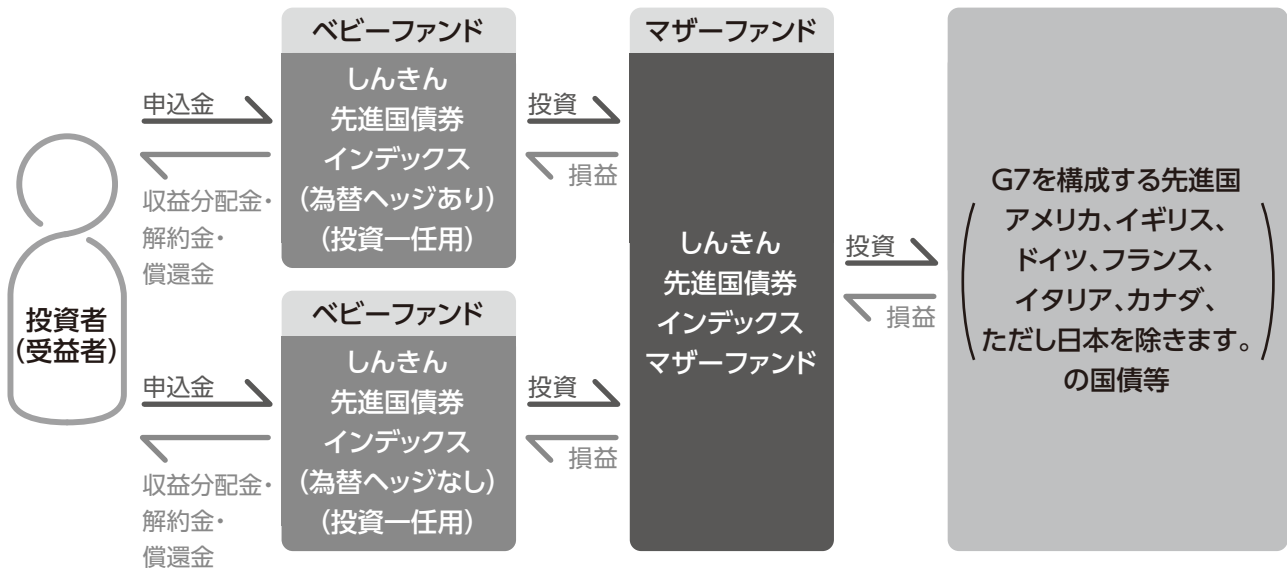 投資者
(受益者)
申込金
収益分配金・
解約金・
償還金
ベビーファンド
しんきん
先進国債券
インデックス
(為替ヘッジあり)
(投資一任用)
投資
損益
申込金
収益分配金・
解約金・
償還金
ベビーファンド
しんきん
先進国債券
インデックス
(為替ヘッジなし)
(投資一任用)
投資
損益
マザーファンド
しんきん
先進国債券
インデックス
マザーファンド
投資
損益
G7を構成する先進国
アメリカ、イギリス、
ドイツ、フランス、
イタリア、カナダ、
ただし日本を除きます。
の国債等